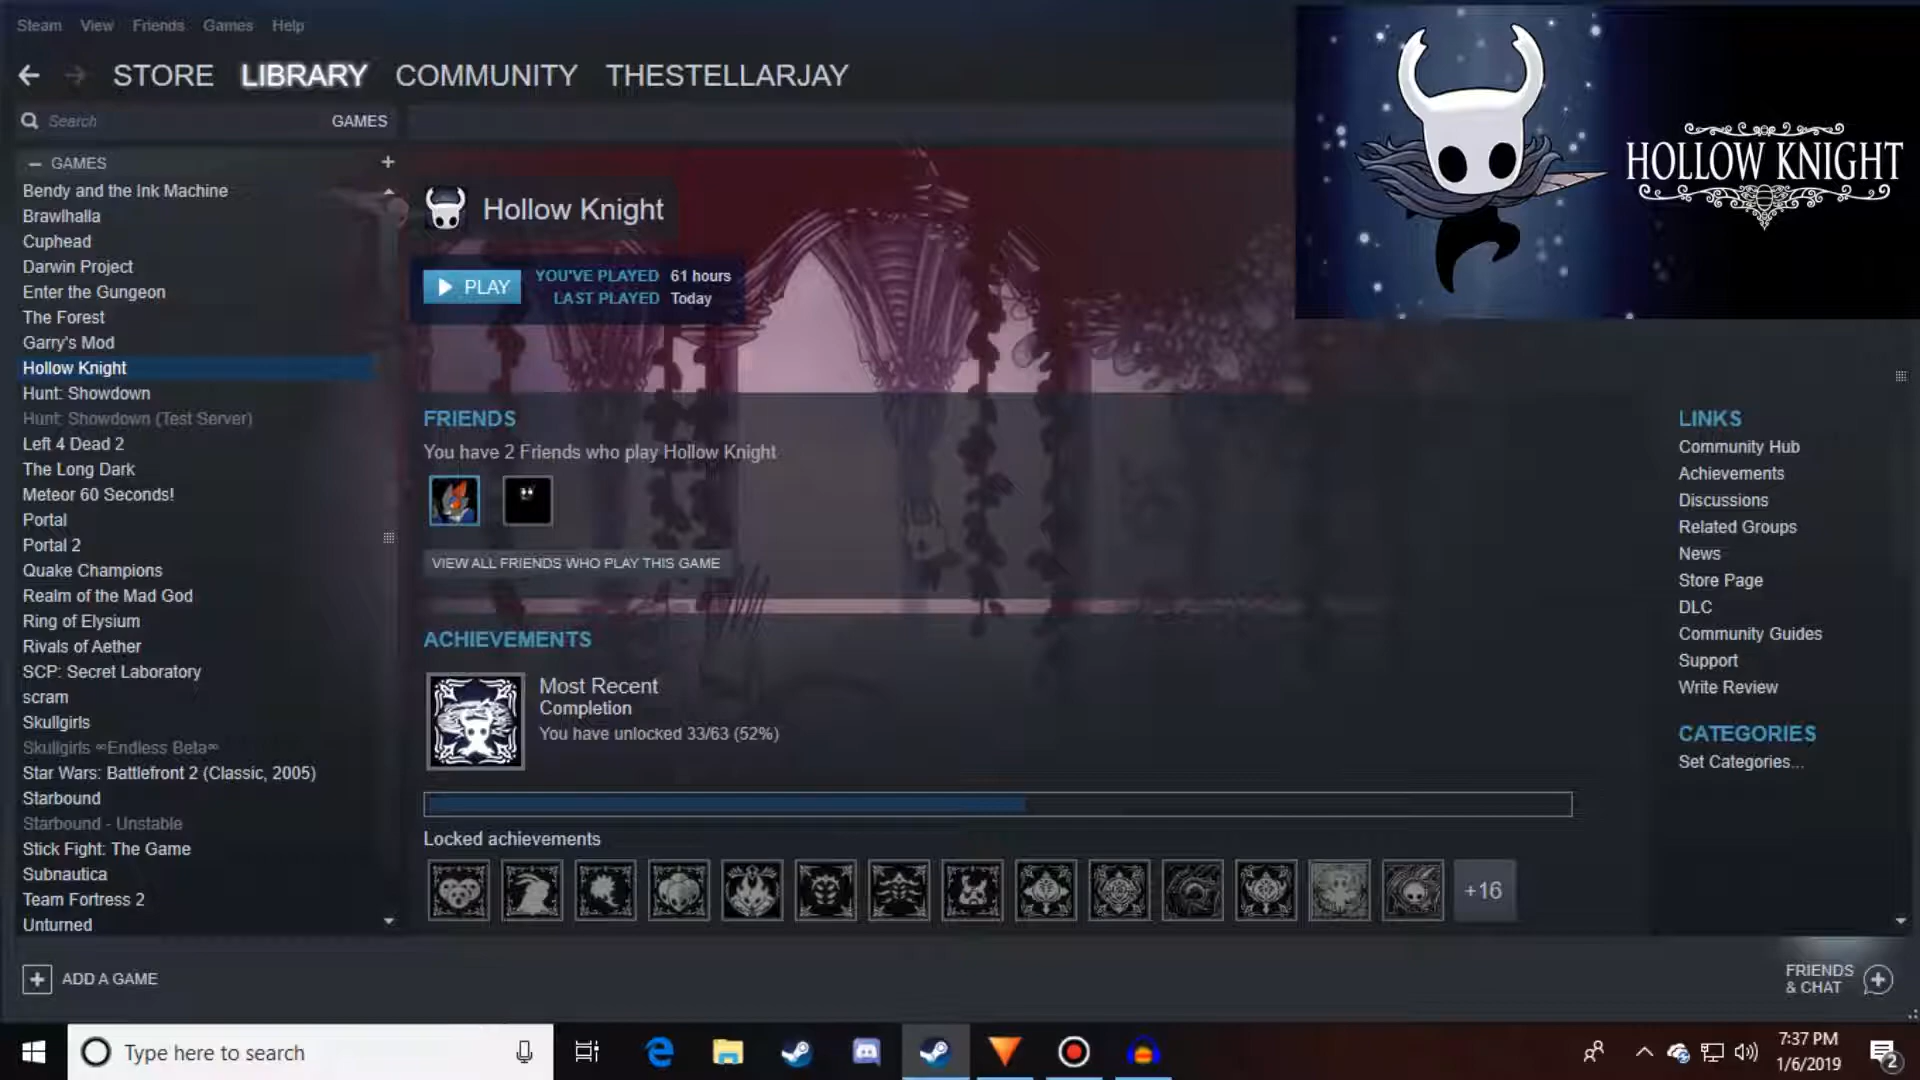 Steam View Friends Games Help
STORE LIBRARY COMMUNITY THESTELLARJAY
Search GAMES
GAMES
Bendy and the Ink Machine
Brawlhalla
Cuphead
Darwin Project
Enter the Gungeon
The Forest
Garry's Mod
Hollow Knight
Hunt: Showdown
Hunt: Showdown (Test Server)
Left 4 Dead 2
The Long Dark
Meteor 60 Seconds!
Portal
Portal 2
Quake Champions
Realm of the Mad God
Ring of Elysium
Rivals of Aether
SCP: Secret Laboratory
scram
Skullgirls
Skullgirls ∞Endless Beta∞
Star Wars: Battlefront 2 (Classic, 2005)
Starbound
Starbound - Unstable
Stick Fight: The Game
Subnautica
Team Fortress 2
Unturned
Hollow Knight
PLAY
YOU'VE PLAYED 61 hours
LAST PLAYED Today
HOLLOW KNIGHT
FRIENDS
You have 2 Friends who play Hollow Knight
VIEW ALL FRIENDS WHO PLAY THIS GAME
ACHIEVEMENTS
Most Recent
Completion
You have unlocked 33/63 (52%)
Locked achievements
+16
LINKS
Community Hub
Achievements
Discussions
Related Groups
News
Store Page
DLC
Community Guides
Support
Write Review
CATEGORIES
Set Categories...
ADD A GAME
FRIENDS
& CHAT
Type here to search
7:37 PM
1/6/2019
2